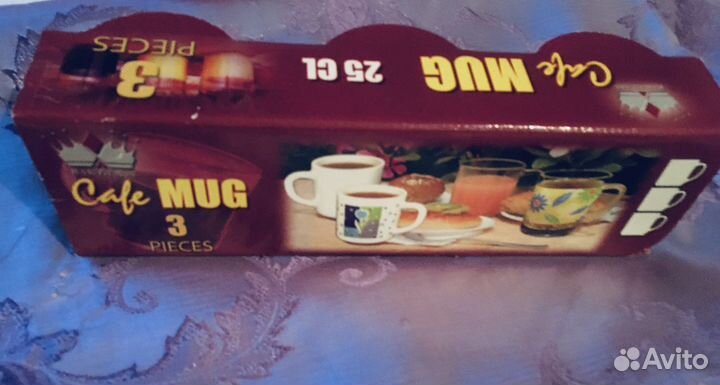 3 PIECES
25 CL
Cafe MUG
Cafe MUG
3
PIECES
Avito